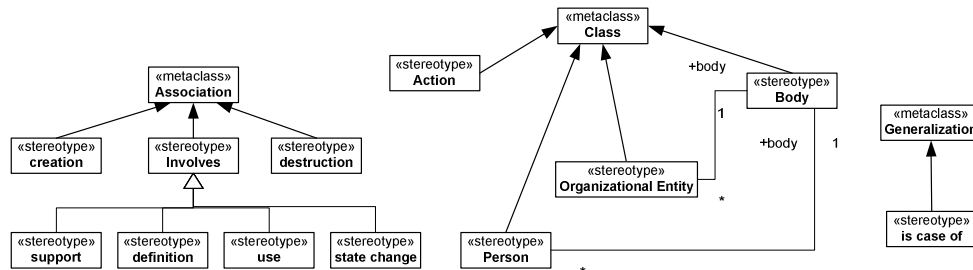 «metaclass»
Association
«stereotype»
creation
«stereotype»
Involves
«stereotype»
destruction
«stereotype»
support
«stereotype»
definition
«stereotype»
use
«stereotype»
state change
«metaclass»
Class
«stereotype»
Action
+body
«stereotype»
Body
1
+body
1
«stereotype»
Organizational Entity
*
«stereotype»
Person
*
«metaclass»
Generalization
«stereotype»
is case of